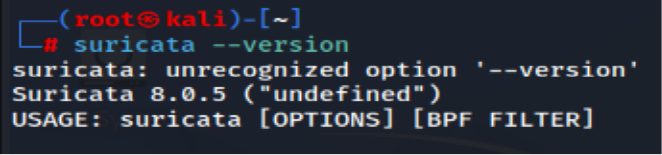 ┌──(root㉿kali)-[~]
└─# suricata --version
suricata: unrecognized option '--version'
Suricata 8.0.5 ("undefined")
USAGE: suricata [OPTIONS] [BPF FILTER]